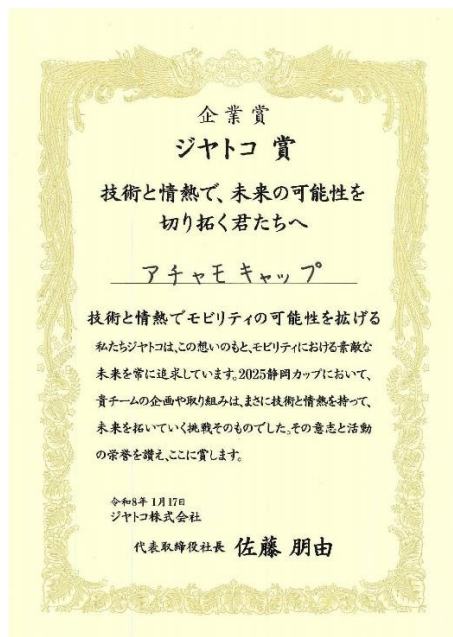 企業賞
ジヤトコ 賞
技術と情熱で、未来の可能性を
切り拓く君たちへ
アチャモキャップ
技術と情熱でモビリティの可能性を拡げる
私たちジヤトコは、この想いのもと、モビリティにおける素敵な
未来を常に追求しています。2025静岡カップにおいて、
貴チームの企画や取り組みは、まさに技術と情熱を持って、
未来を拓いていく挑戦そのものでした。その意志と活動
の栄誉を讃え、ここに賞します。
令和8年1月17日
ジヤトコ株式会社
代表取締役社長 佐藤 朋由